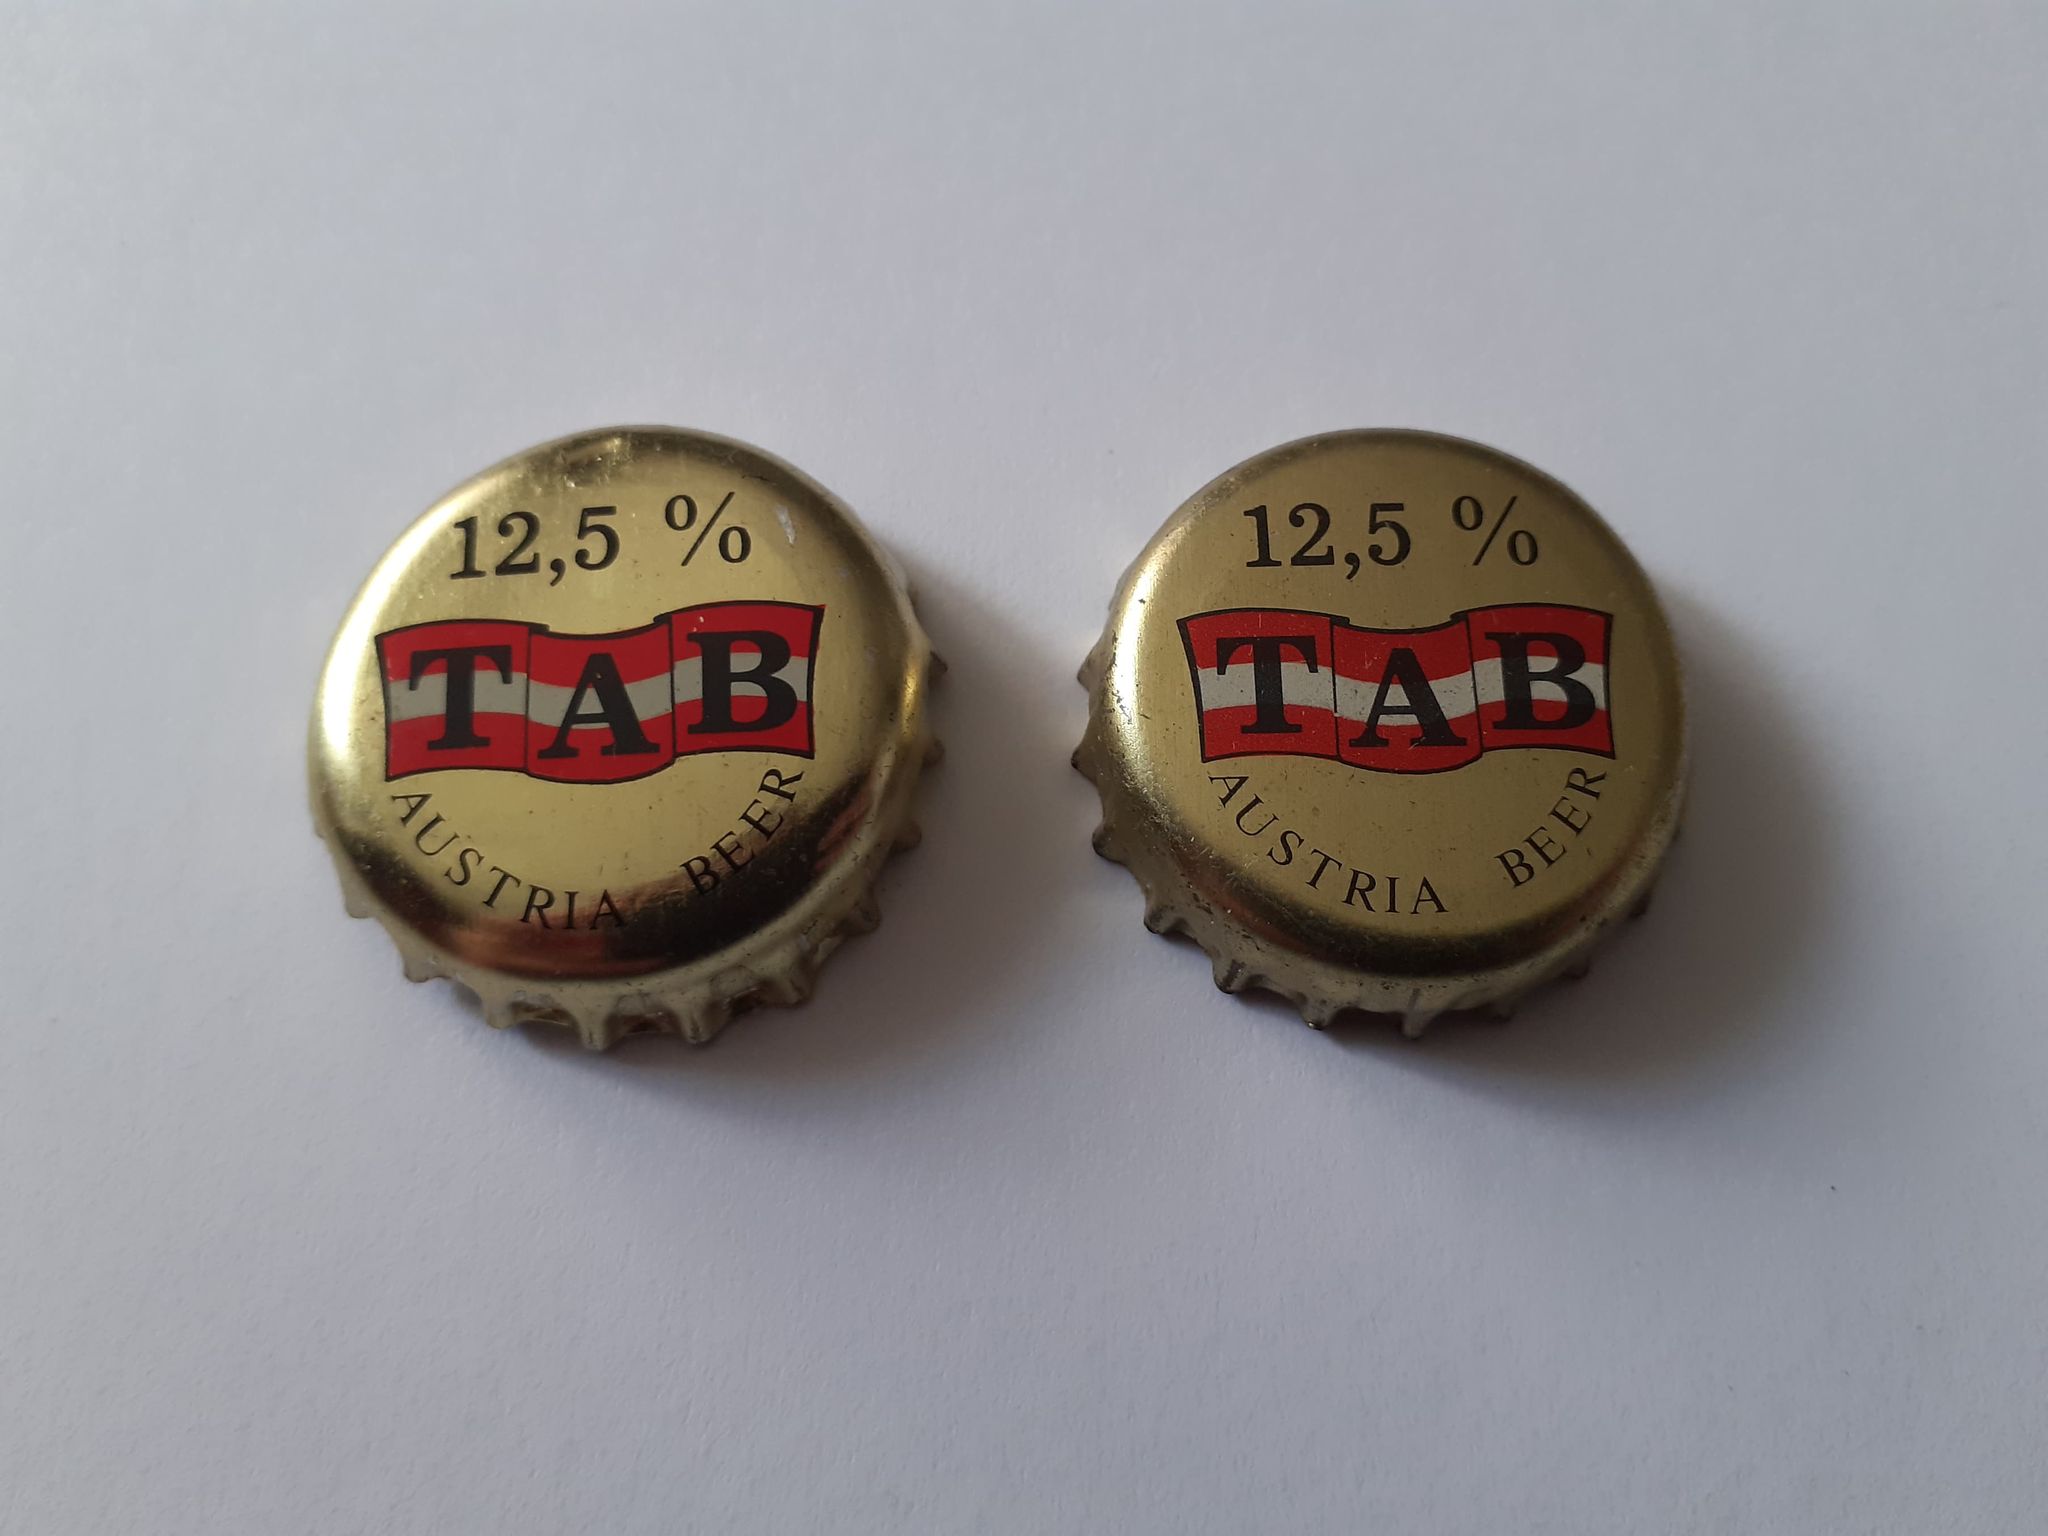 12,5 %
TAB
AUSTRIA BEER
12,5 %
TAB
AUSTRIA BEER